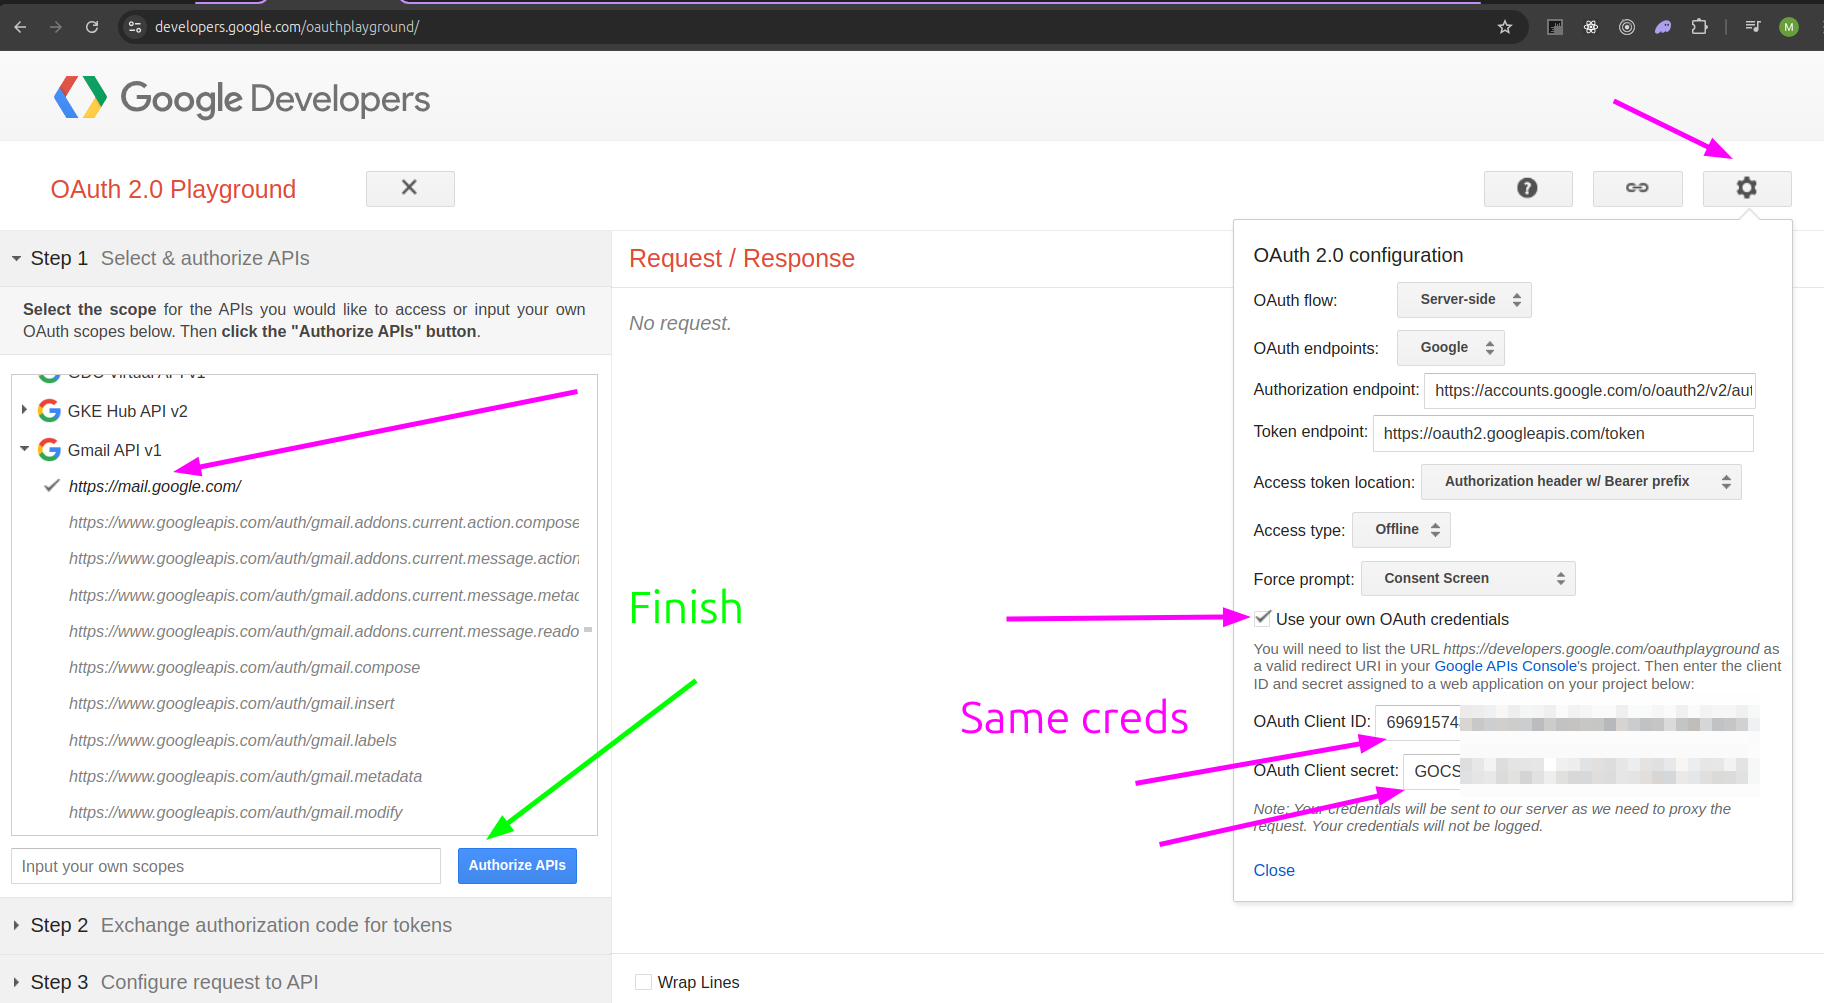 developers.google.com/oauthplayground/
M
Google Developers
OAuth 2.0 Playground
Step 1 Select & authorize APIs
Select the scope for the APIs you would like to access or input your own
OAuth scopes below. Then click the "Authorize APIs" button.
GKE Hub API v2
Gmail API v1
https://mail.google.com/
https://www.googleapis.com/auth/gmail.addons.current.action.compose
https://www.googleapis.com/auth/gmail.addons.current.message.action
https://www.googleapis.com/auth/gmail.addons.current.message.metad
https://www.googleapis.com/auth/gmail.addons.current.message.reado
https://www.googleapis.com/auth/gmail.compose
https://www.googleapis.com/auth/gmail.insert
https://www.googleapis.com/auth/gmail.labels
https://www.googleapis.com/auth/gmail.metadata
https://www.googleapis.com/auth/gmail.modify
Input your own scopes
Authorize APIs
Step 2 Exchange authorization code for tokens
Step 3 Configure request to API
Request / Response
No request.
Finish
Same creds
Wrap Lines
OAuth 2.0 configuration
OAuth flow: Server-side
OAuth endpoints: Google
Authorization endpoint: https://accounts.google.com/o/oauth2/v2/aut
Token endpoint: https://oauth2.googleapis.com/token
Access token location: Authorization header w/ Bearer prefix
Access type: Offline
Force prompt: Consent Screen
Use your own OAuth credentials
You will need to list the URL https://developers.google.com/oauthplayground as
a valid redirect URI in your Google APIs Console's project. Then enter the client
ID and secret assigned to a web application on your project below:
OAuth Client ID: 69691574
OAuth Client secret: GOCS
Note: Your credentials will be sent to our server as we need to proxy the
request. Your credentials will not be logged.
Close